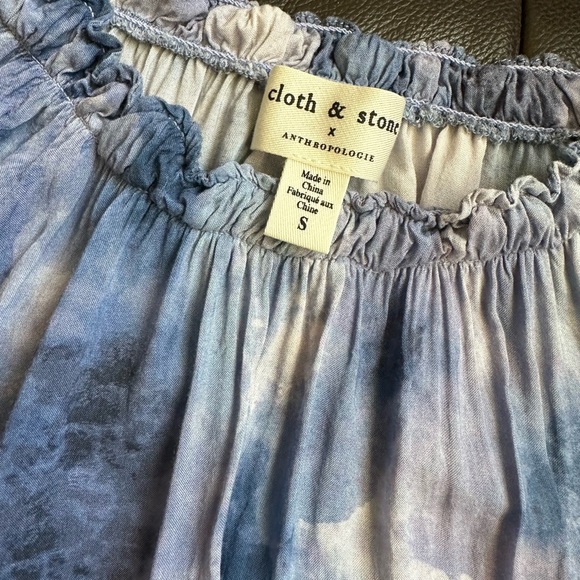 cloth & stone
x
ANTHROPOLOGIE
Made in
China
Fabriqué aux
Chine
S